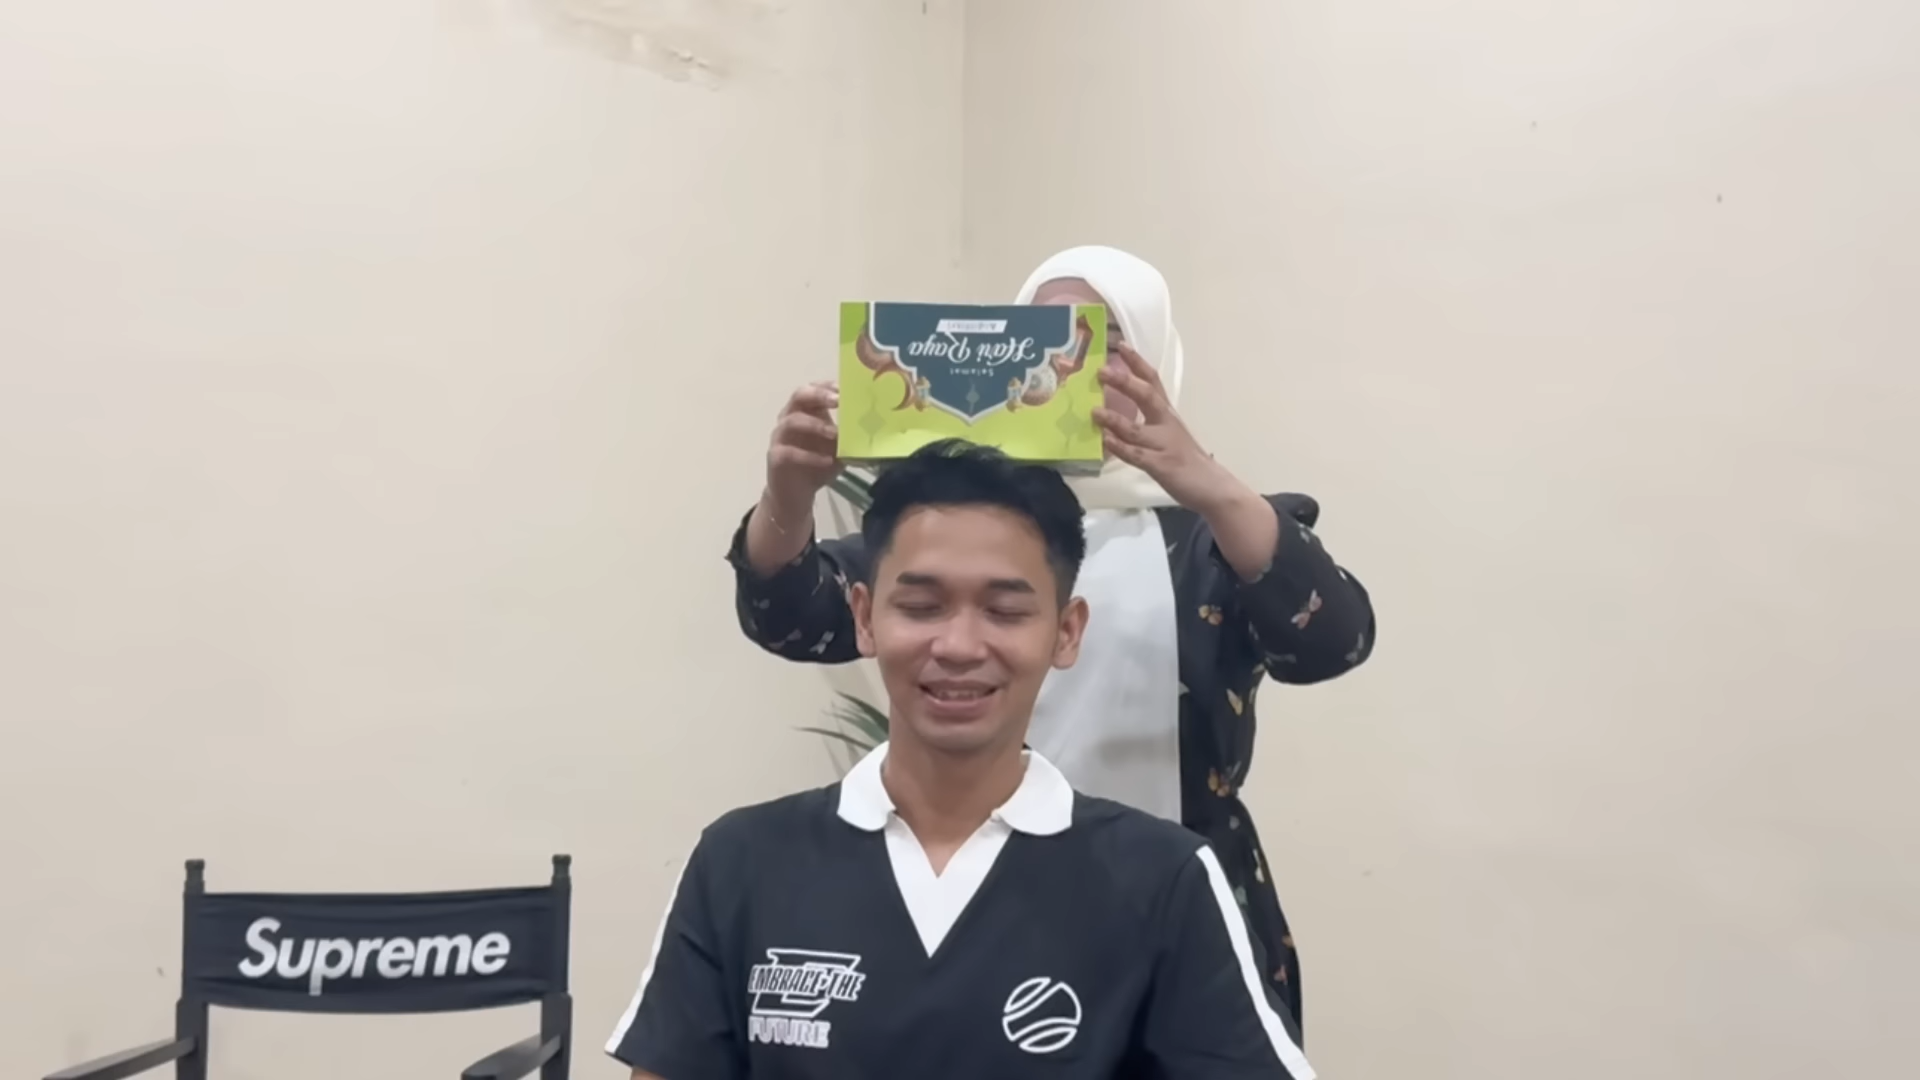 Selamat
Hari Raya
Supreme
EMBRACE THE
FUTURE